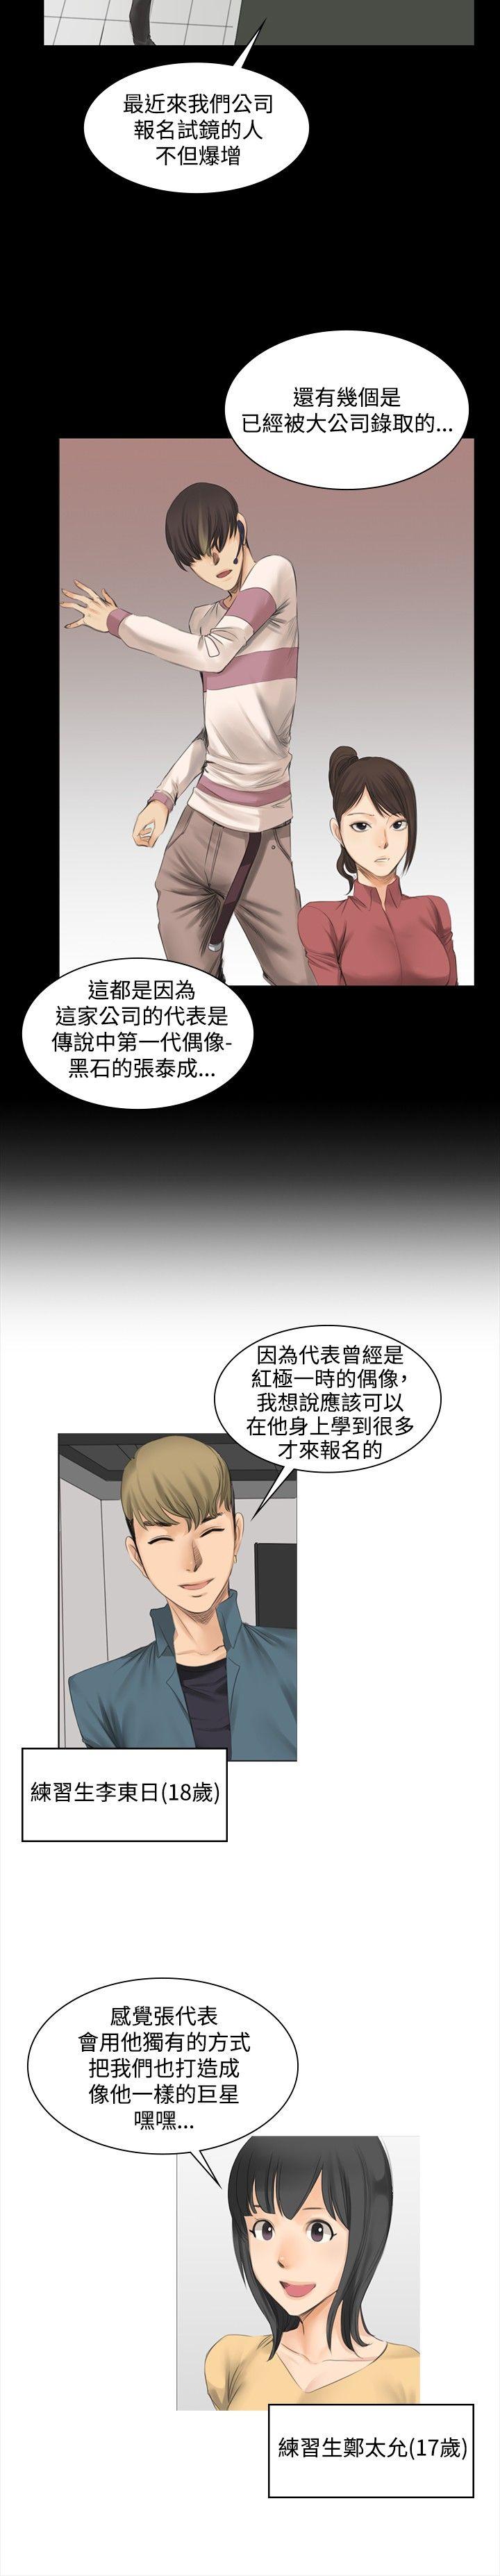 最近來我們公司
報名試鏡的人
不但爆增
還有幾個是
已經被大公司錄取的...
這都是因為
這家公司的代表是
傳說中第一代偶像-
黑石的張泰成...
因為代表曾經是
紅極一時的偶像,
我想說應該可以
在他身上學到很多
才來報名的
練習生李東日(18歲)
感覺張代表
會用他獨有的方式
把我們也打造成
像他一樣的巨星
嘿嘿...
練習生鄭太允(17歲)